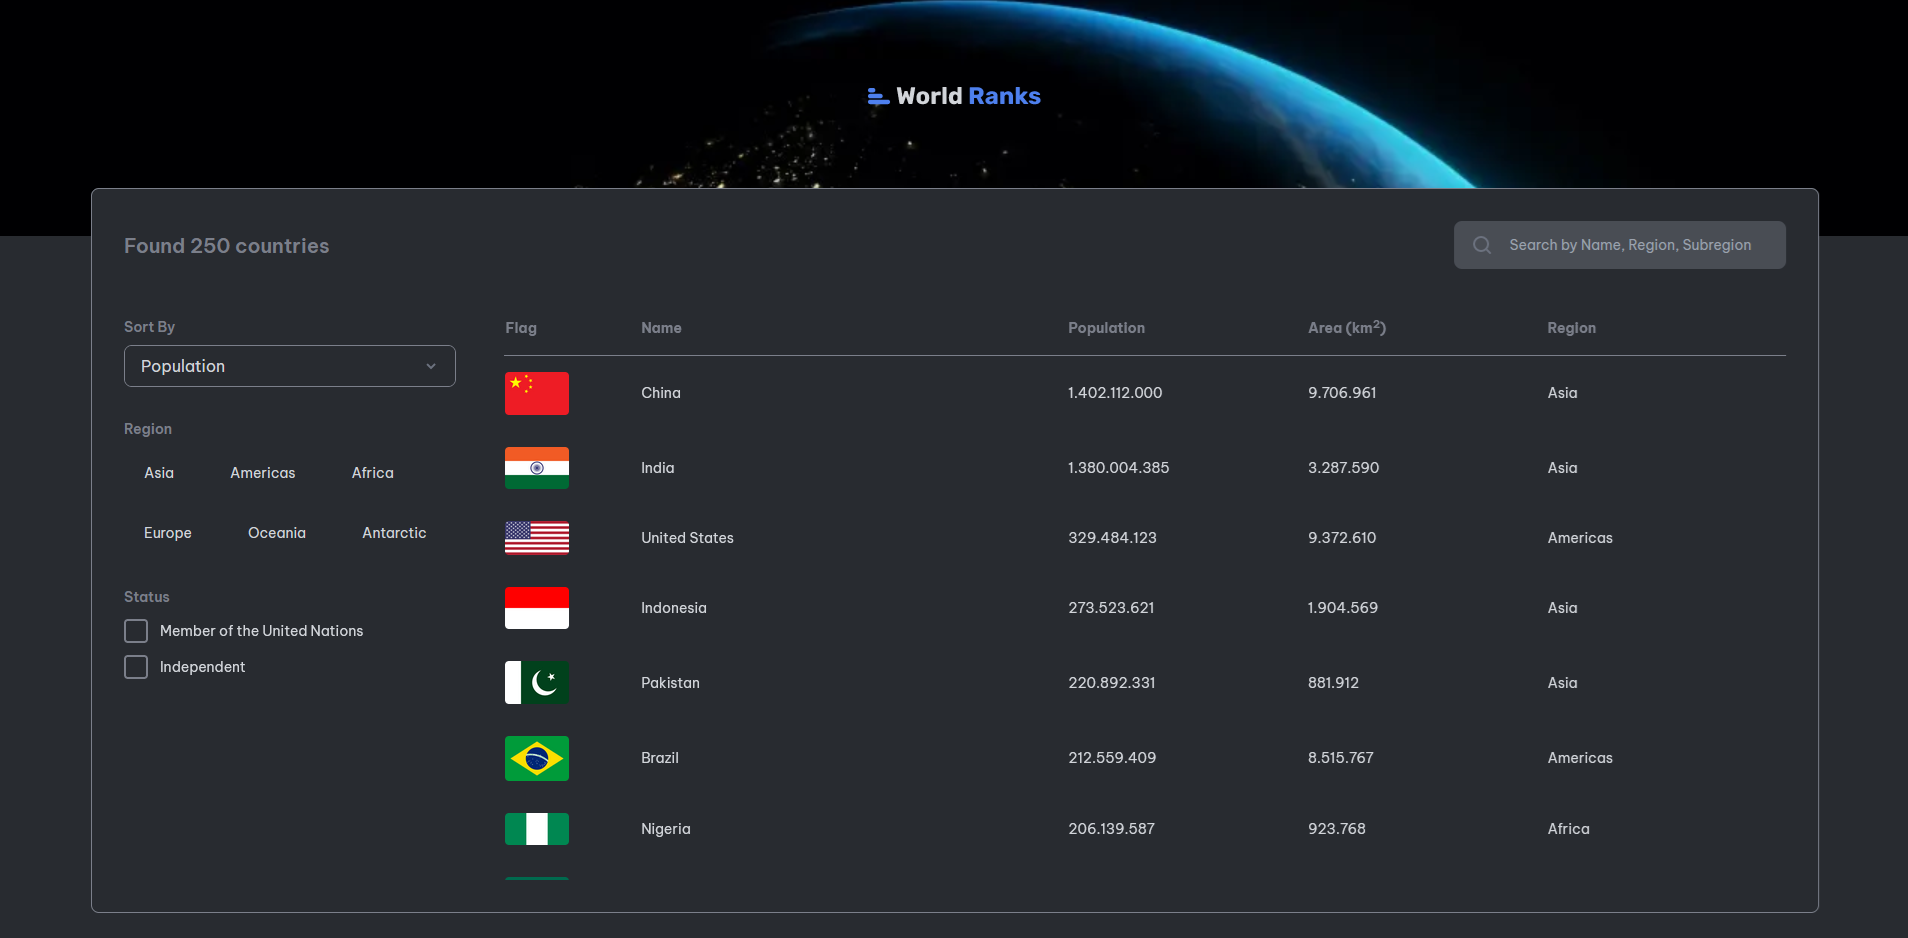 World Ranks
Found 250 countries
Search by Name, Region, Subregion
Sort By
Population
Region
Asia Americas Africa
Europe Oceania Antarctic
Status
Member of the United Nations
Independent
Flag Name Population Area (km²) Region
China 1.402.112.000 9.706.961 Asia
India 1.380.004.385 3.287.590 Asia
United States 329.484.123 9.372.610 Americas
Indonesia 273.523.621 1.904.569 Asia
Pakistan 220.892.331 881.912 Asia
Brazil 212.559.409 8.515.767 Americas
Nigeria 206.139.587 923.768 Africa